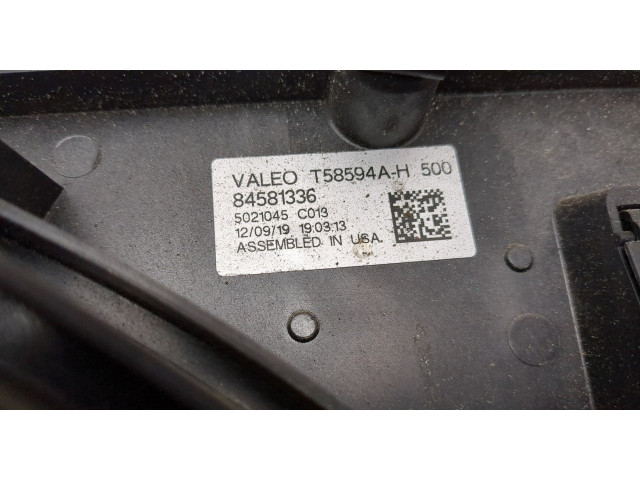 VALEO T58594A-H 500
84581336
5021045 C013
12/09/19 19:03:13
ASSEMBLED IN USA.